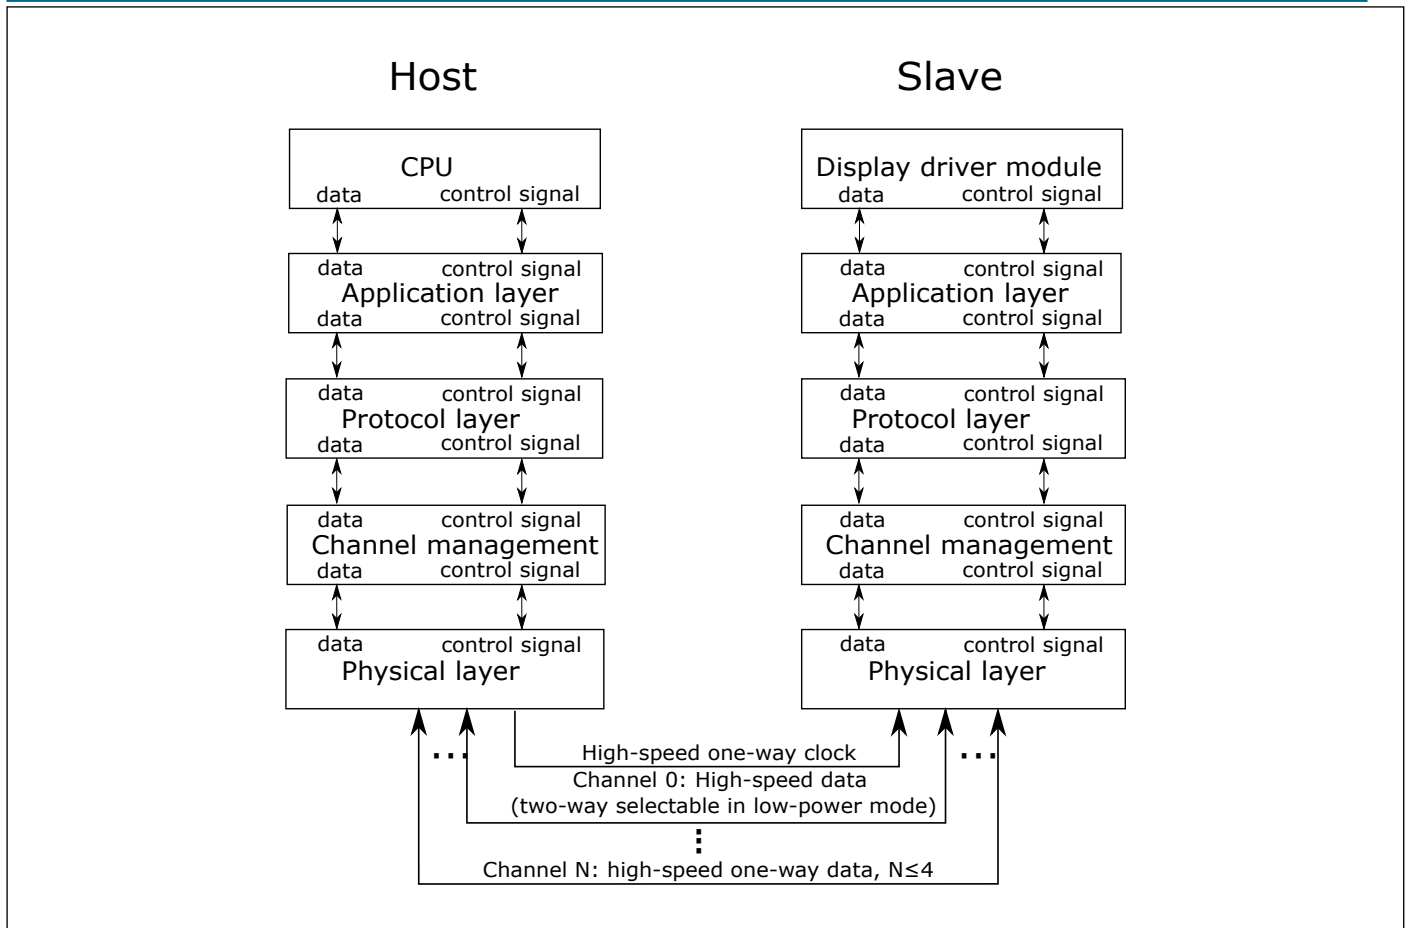 Host
Slave
CPU
data control signal
Display driver module
data control signal
data control signal
Application layer
data control signal
data control signal
Application layer
data control signal
data control signal
Protocol layer
data control signal
data control signal
Protocol layer
data control signal
data control signal
Channel management
data control signal
data control signal
Channel management
data control signal
data control signal
Physical layer
data control signal
Physical layer
...
...
High-speed one-way clock
Channel 0: High-speed data
(two-way selectable in low-power mode)
⋮
Channel N: high-speed one-way data, N≤4